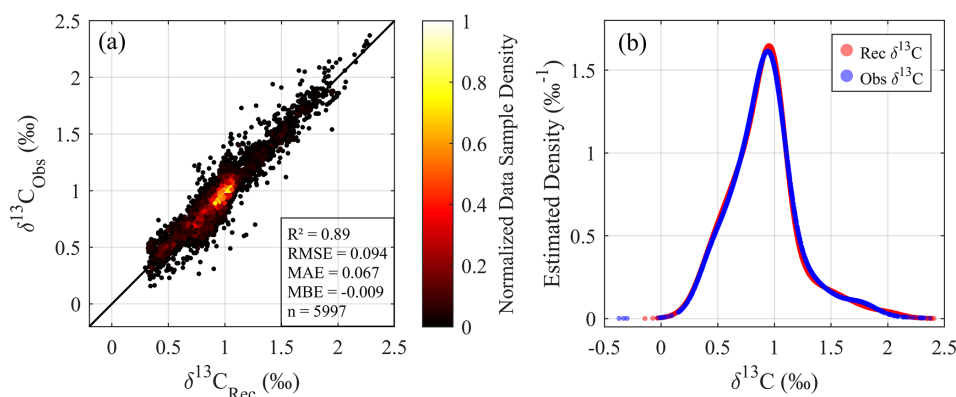 (a)
2.5
2
1.5
1
0.5
0
δ¹³C_Obs (‰)
0 0.5 1 1.5 2 2.5
δ¹³C_Rec (‰)
R² = 0.89
RMSE = 0.094
MAE = 0.067
MBE = -0.009
n = 5997
1
0.8
0.6
0.4
0.2
0
Normalized Data Sample Density
(b)
Rec δ¹³C
Obs δ¹³C
1.5
1
0.5
0
Estimated Density (‰⁻¹)
-0.5 0 0.5 1 1.5 2 2.5
δ¹³C (‰)